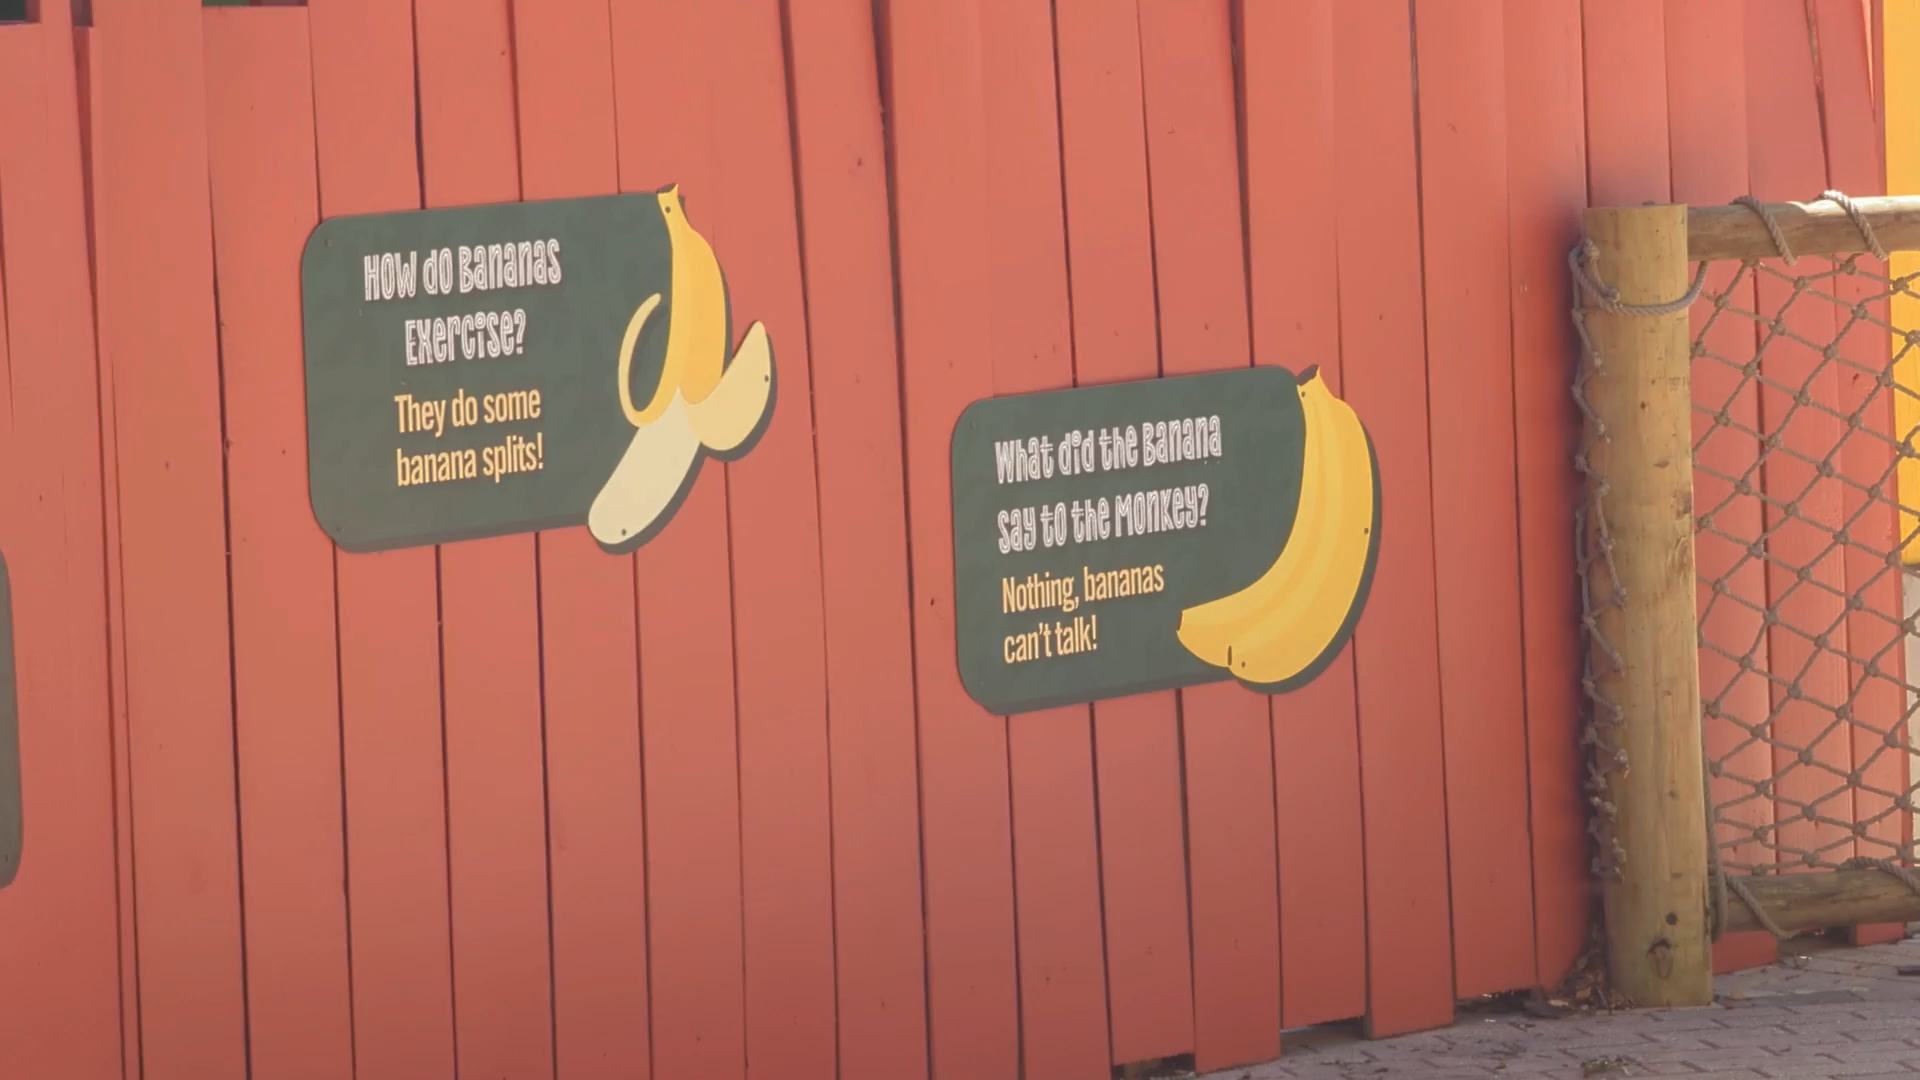 How do Bananas
Exercise?
They do some
banana splits!
What did the Banana
say to the Monkey?
Nothing, bananas
can't talk!